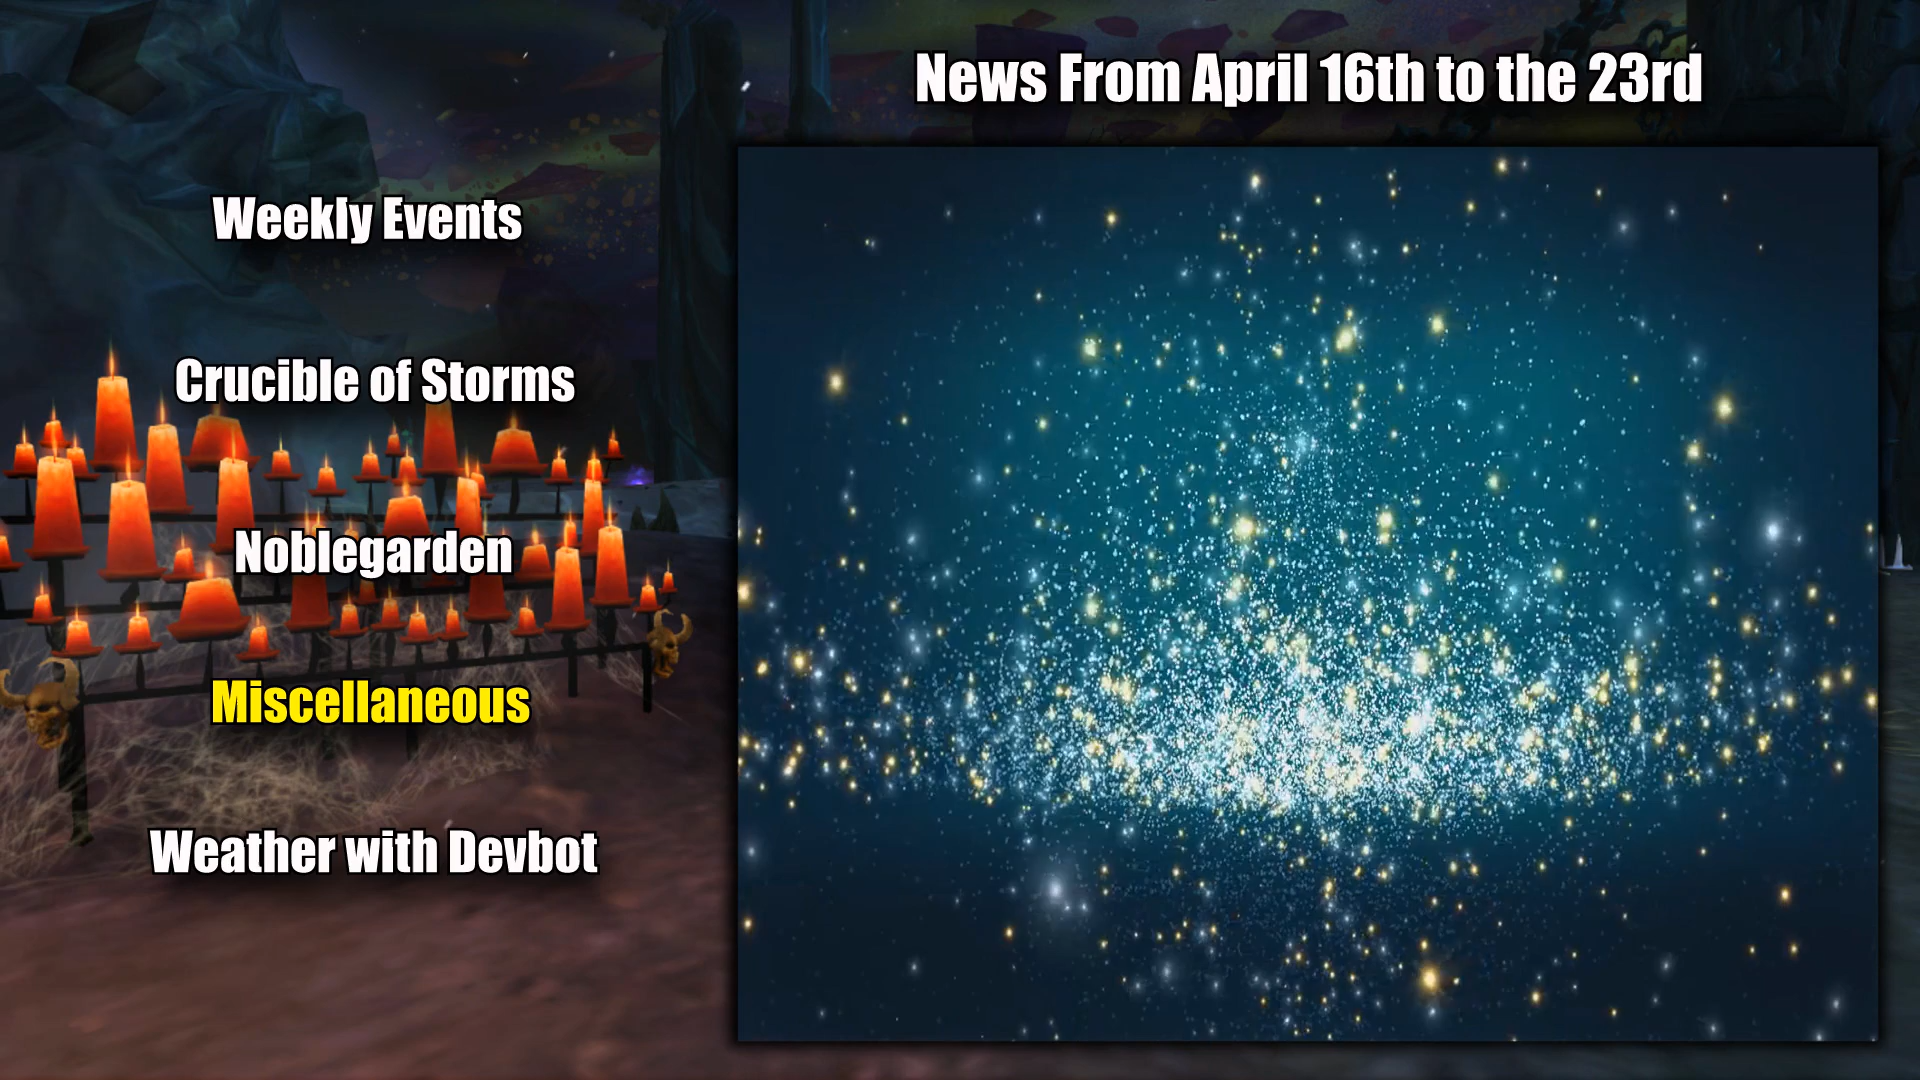 News From April 16th to the 23rd
Weekly Events
Crucible of Storms
Noblegarden
Miscellaneous
Weather with Devbot